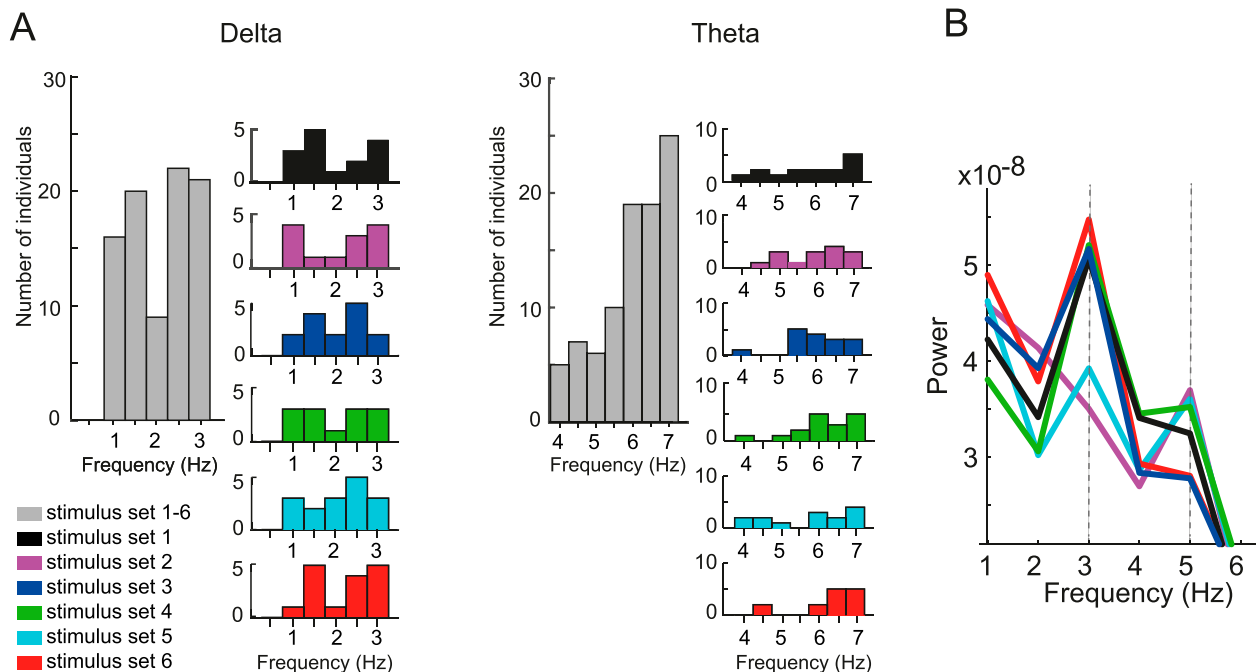 A
Delta
Number of individuals
30
20
10
0
1 2 3
Frequency (Hz)
5
0
1 2 3
5
0
1 2 3
5
0
1 2 3
5
0
1 2 3
5
0
1 2 3
5
0
1 2 3
Frequency (Hz)
stimulus set 1-6
stimulus set 1
stimulus set 2
stimulus set 3
stimulus set 4
stimulus set 5
stimulus set 6
Theta
Number of individuals
30
20
10
0
4 5 6 7
Frequency (Hz)
10
0
4 5 6 7
10
0
4 5 6 7
10
0
4 5 6 7
10
0
4 5 6 7
10
0
4 5 6 7
10
0
4 5 6 7
Frequency (Hz)
B
x10-8
Power
5
4
3
1 2 3 4 5 6
Frequency (Hz)